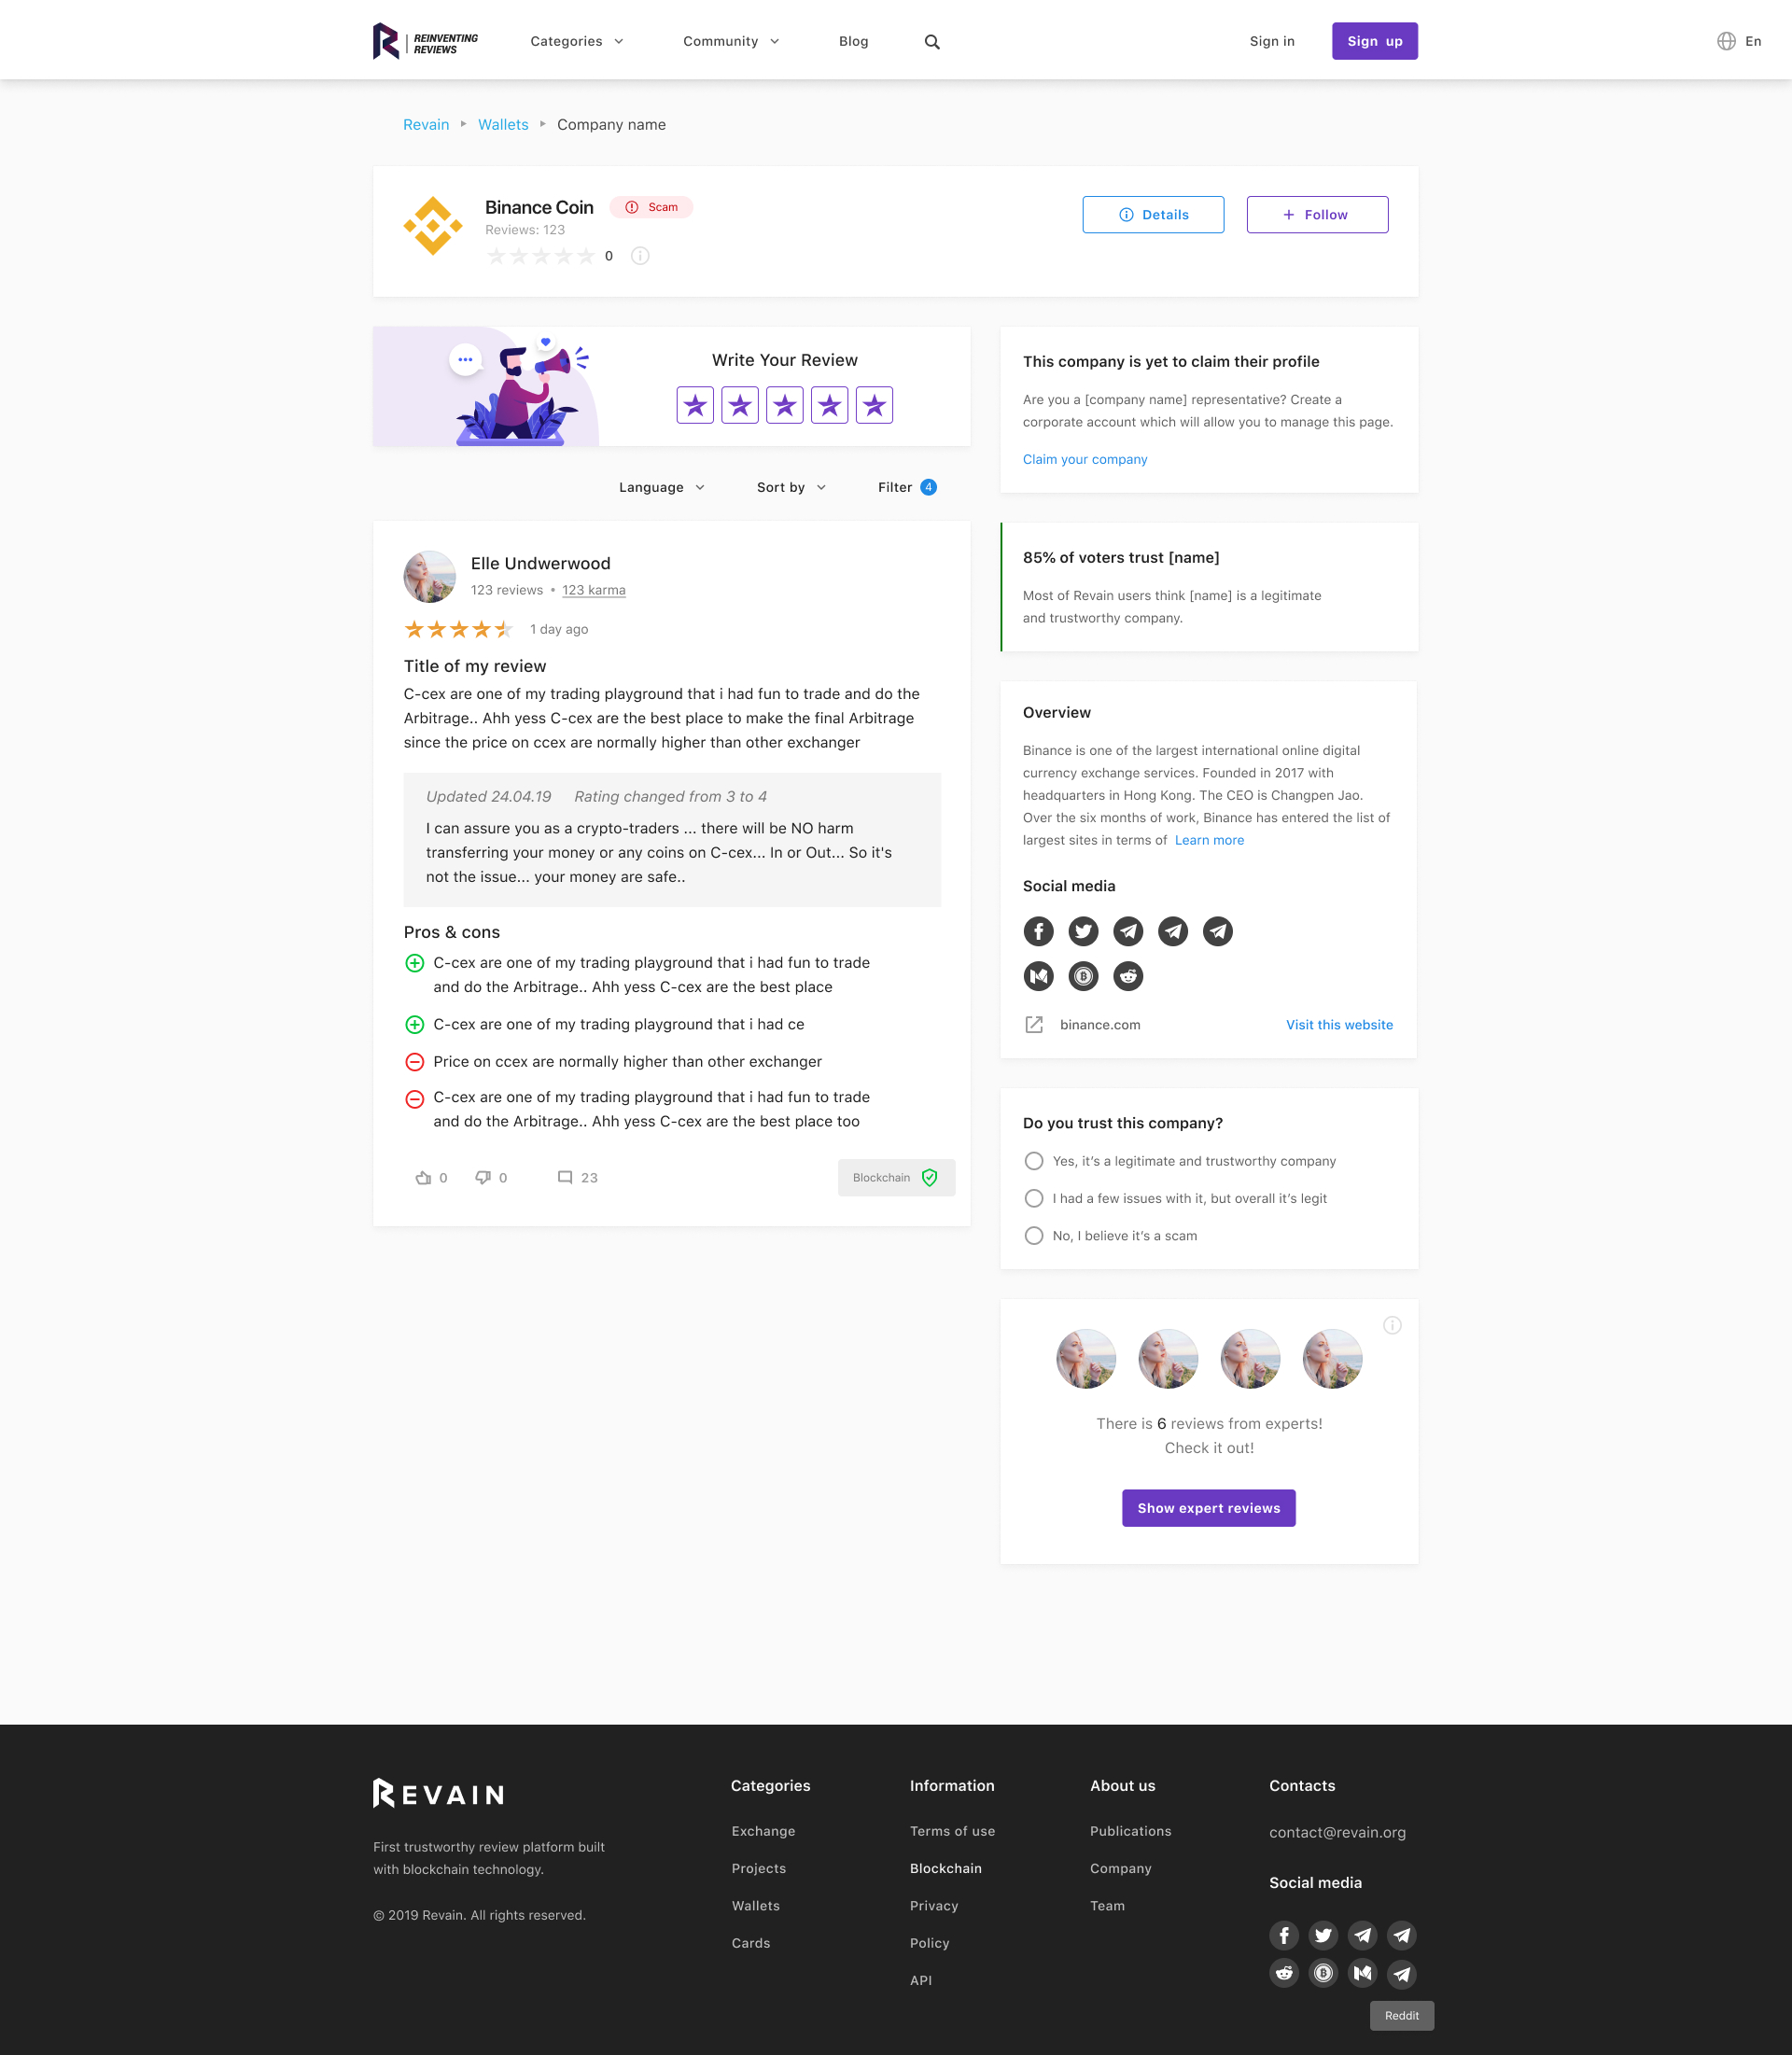 REINVENTING
REVIEWS
Categories
Community
Blog
Sign in
Sign up
En
Revain
Wallets
Company name
Binance Coin
Scam
Reviews: 123
0
Details
Follow
Write Your Review
Language
Sort by
Filter 4
Elle Undwerwood
123 reviews • 123 karma
1 day ago
Title of my review
C-cex are one of my trading playground that i had fun to trade and do the
Arbitrage.. Ahh yess C-cex are the best place to make the final Arbitrage
since the price on ccex are normally higher than other exchanger
Updated 24.04.19 Rating changed from 3 to 4
I can assure you as a crypto-traders ... there will be NO harm
transferring your money or any coins on C-cex... In or Out... So it's
not the issue... your money are safe..
Pros & cons
C-cex are one of my trading playground that i had fun to trade
and do the Arbitrage.. Ahh yess C-cex are the best place
C-cex are one of my trading playground that i had ce
Price on ccex are normally higher than other exchanger
C-cex are one of my trading playground that i had fun to trade
and do the Arbitrage.. Ahh yess C-cex are the best place too
0
0
23
Blockchain
This company is yet to claim their profile
Are you a [company name] representative? Create a
corporate account which will allow you to manage this page.
Claim your company
85% of voters trust [name]
Most of Revain users think [name] is a legitimate
and trustworthy company.
Overview
Binance is one of the largest international online digital
currency exchange services. Founded in 2017 with
headquarters in Hong Kong. The CEO is Changpen Jao.
Over the six months of work, Binance has entered the list of
largest sites in terms of Learn more
Social media
binance.com
Visit this website
Do you trust this company?
Yes, it’s a legitimate and trustworthy company
I had a few issues with it, but overall it’s legit
No, I believe it’s a scam
There is 6 reviews from experts!
Check it out!
Show expert reviews
REVAIN
First trustworthy review platform built
with blockchain technology.
© 2019 Revain. All rights reserved.
Categories
Exchange
Projects
Wallets
Cards
Information
Terms of use
Blockchain
Privacy
Policy
API
About us
Publications
Company
Team
Contacts
contact@revain.org
Social media
Reddit